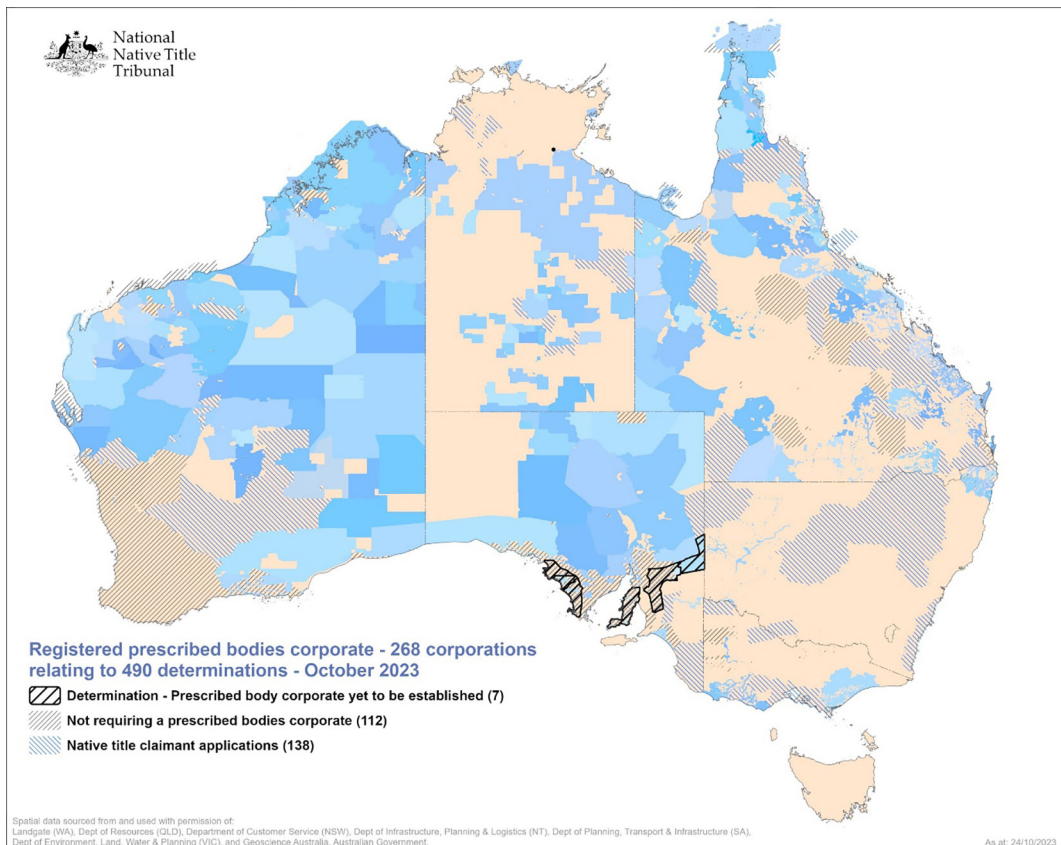 National
Native Title
Tribunal
Registered prescribed bodies corporate - 268 corporations
relating to 490 determinations - October 2023
Determination - Prescribed body corporate yet to be established (7)
Not requiring a prescribed bodies corporate (112)
Native title claimant applications (138)
Spatial data sourced from and used with permission of:
Landgate (WA), Dept of Resources (QLD), Department of Customer Service (NSW), Dept of Infrastructure, Planning & Logistics (NT), Dept of Planning, Transport & Infrastructure (SA),
Dept of Environment, Land, Water & Planning (VIC), and Geoscience Australia, Australian Government.
As at: 24/10/2023